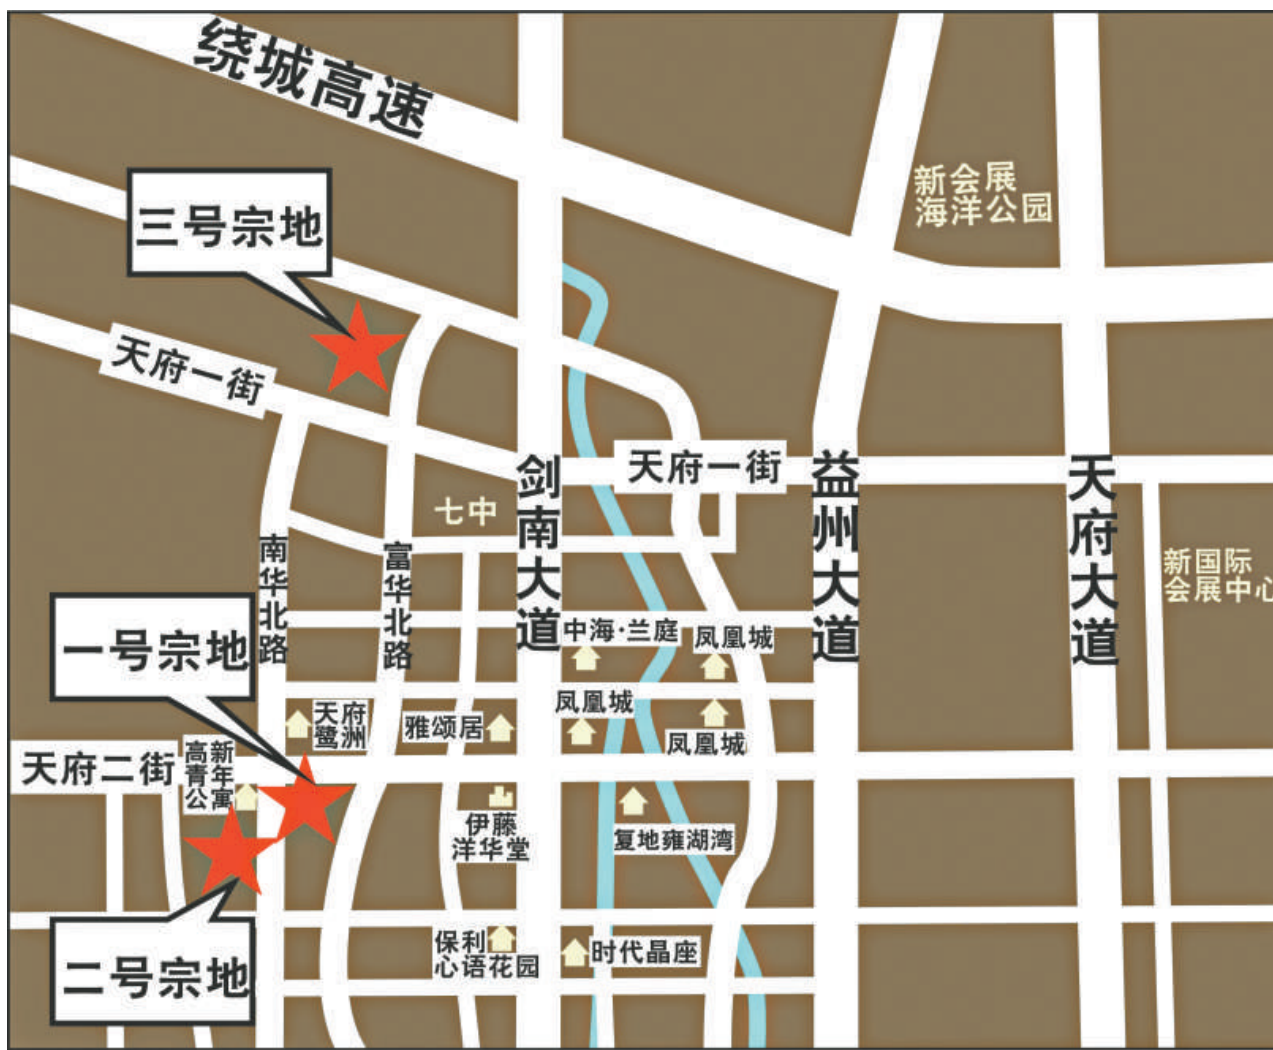 绕城高速
新会展
海洋公园
三号宗地
天府一街
天府一街
剑南大道
益州大道
天府大道
七中
南华北路
富华北路
新国际
会展中心
一号宗地
中海·兰庭
凤凰城
凤凰城
凤凰城
天府
鹭洲
雅颂居
天府二街
高新
青年
公寓
伊藤
洋华堂
复地雍湖湾
保利
心语花园
时代晶座
二号宗地